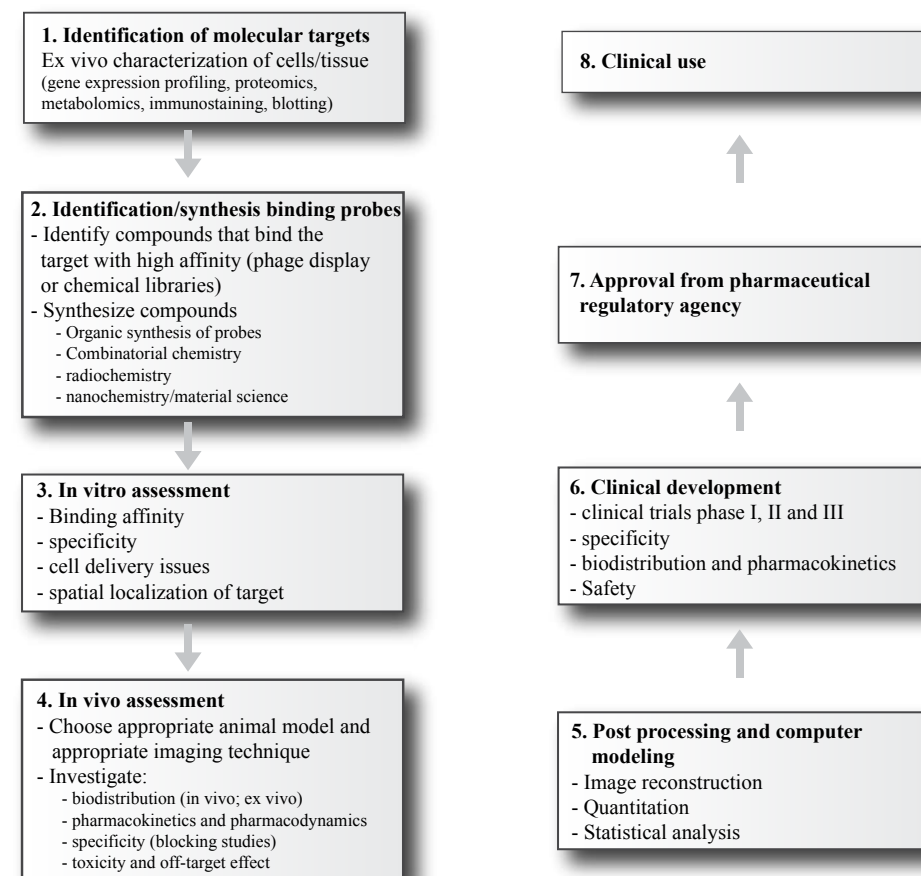 1. Identification of molecular targets
Ex vivo characterization of cells/tissue
(gene expression profiling, proteomics,
metabolomics, immunostaining, blotting)
2. Identification/synthesis binding probes
- Identify compounds that bind the
target with high affinity (phage display
or chemical libraries)
- Synthesize compounds
- Organic synthesis of probes
- Combinatorial chemistry
- radiochemistry
- nanochemistry/material science
3. In vitro assessment
- Binding affinity
- specificity
- cell delivery issues
- spatial localization of target
4. In vivo assessment
- Choose appropriate animal model and
appropriate imaging technique
- Investigate:
- biodistribution (in vivo; ex vivo)
- pharmacokinetics and pharmacodynamics
- specificity (blocking studies)
- toxicity and off-target effect
5. Post processing and computer
modeling
- Image reconstruction
- Quantitation
- Statistical analysis
6. Clinical development
- clinical trials phase I, II and III
- specificity
- biodistribution and pharmacokinetics
- Safety
7. Approval from pharmaceutical
regulatory agency
8. Clinical use